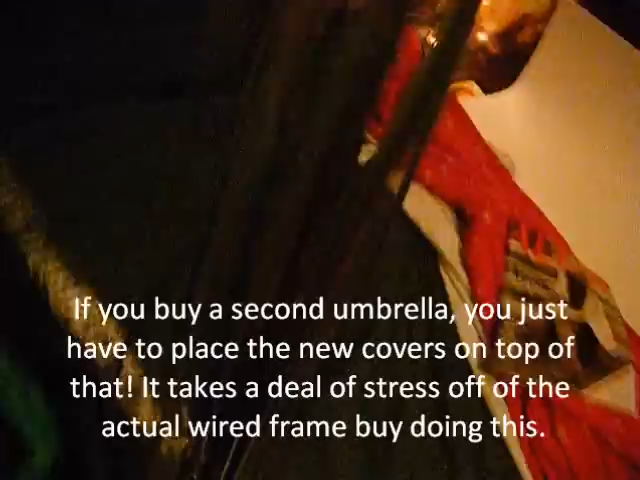 If you buy a second umbrella, you just
have to place the new covers on top of
that! It takes a deal of stress off of the
actual wired frame buy doing this.